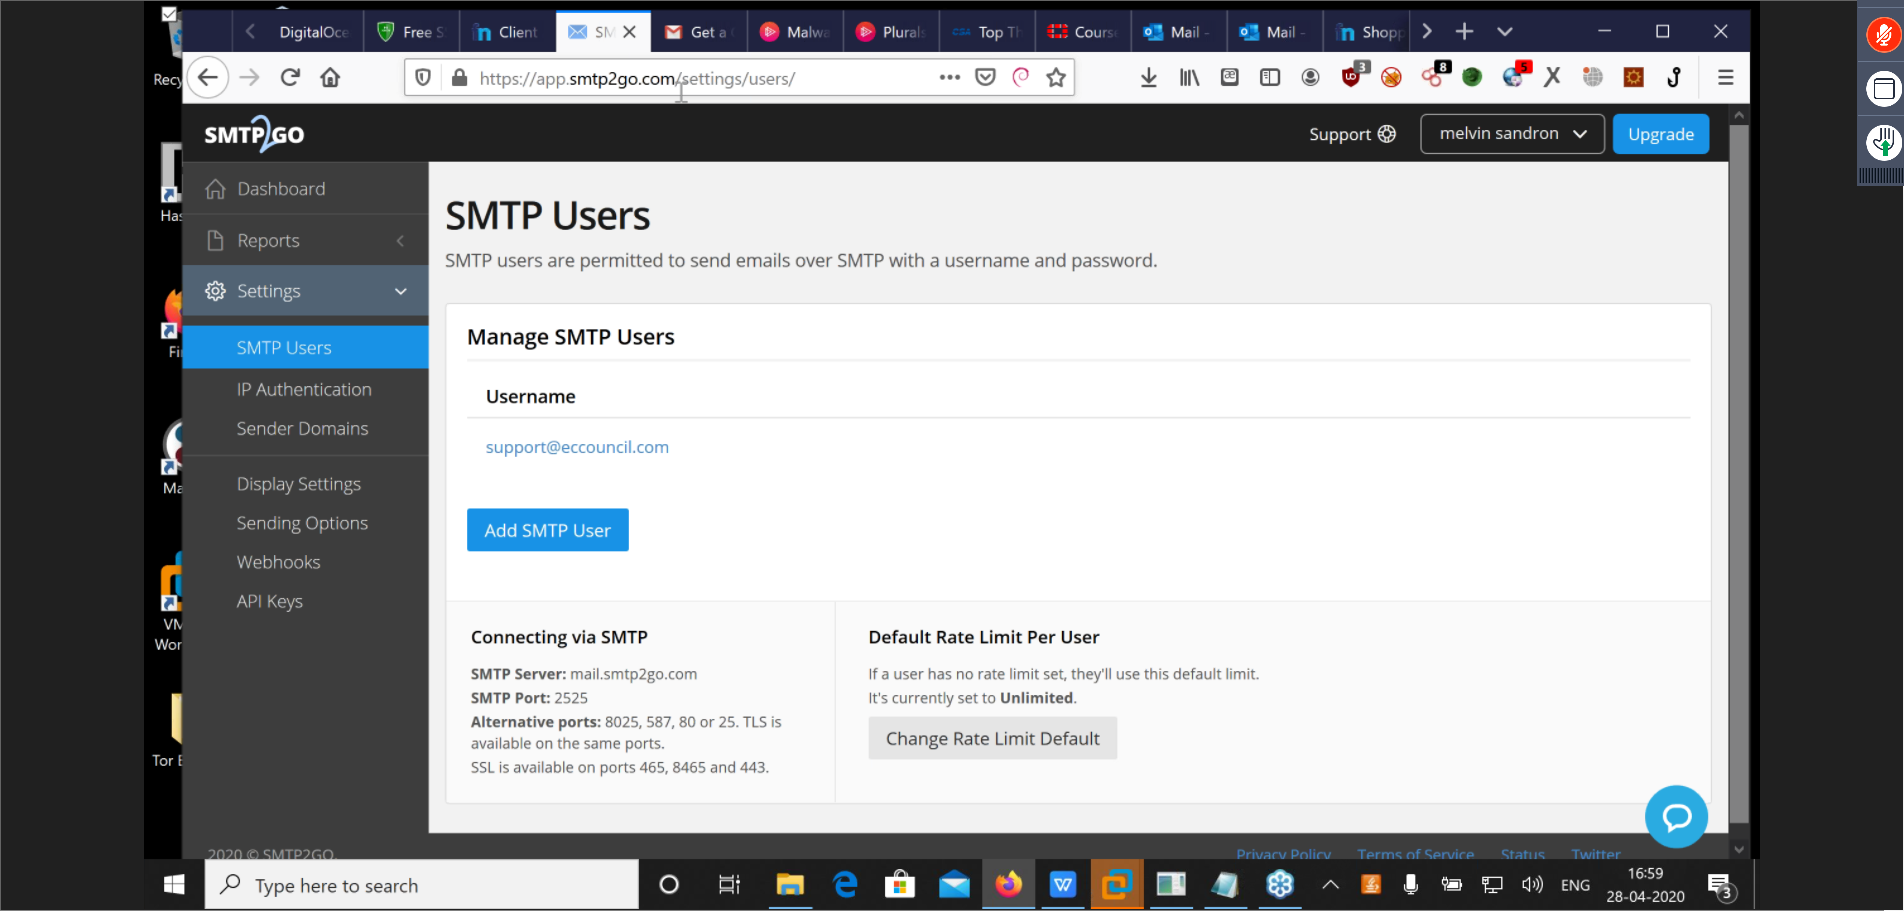 DigitalOce
Free S
Client
SM
Get a
Malwa
Plurals
Top Th
Course
Mail -
Mail -
Shopp
https://app.smtp2go.com/settings/users/
3
8
5
SMTP2GO
Support
melvin sandron
Upgrade
Recy
Has
Fi
Ma
VM
Wor
Tor B
Dashboard
Reports
Settings
SMTP Users
IP Authentication
Sender Domains
Display Settings
Sending Options
Webhooks
API Keys
SMTP Users
SMTP users are permitted to send emails over SMTP with a username and password.
Manage SMTP Users
Username
support@eccouncil.com
Add SMTP User
Connecting via SMTP
SMTP Server: mail.smtp2go.com
SMTP Port: 2525
Alternative ports: 8025, 587, 80 or 25. TLS is
available on the same ports.
SSL is available on ports 465, 8465 and 443.
Default Rate Limit Per User
If a user has no rate limit set, they'll use this default limit.
It's currently set to Unlimited.
Change Rate Limit Default
2020 © SMTP2GO.
Privacy Policy
Terms of Service
Status
Twitter
Type here to search
ENG
16:59
28-04-2020
3